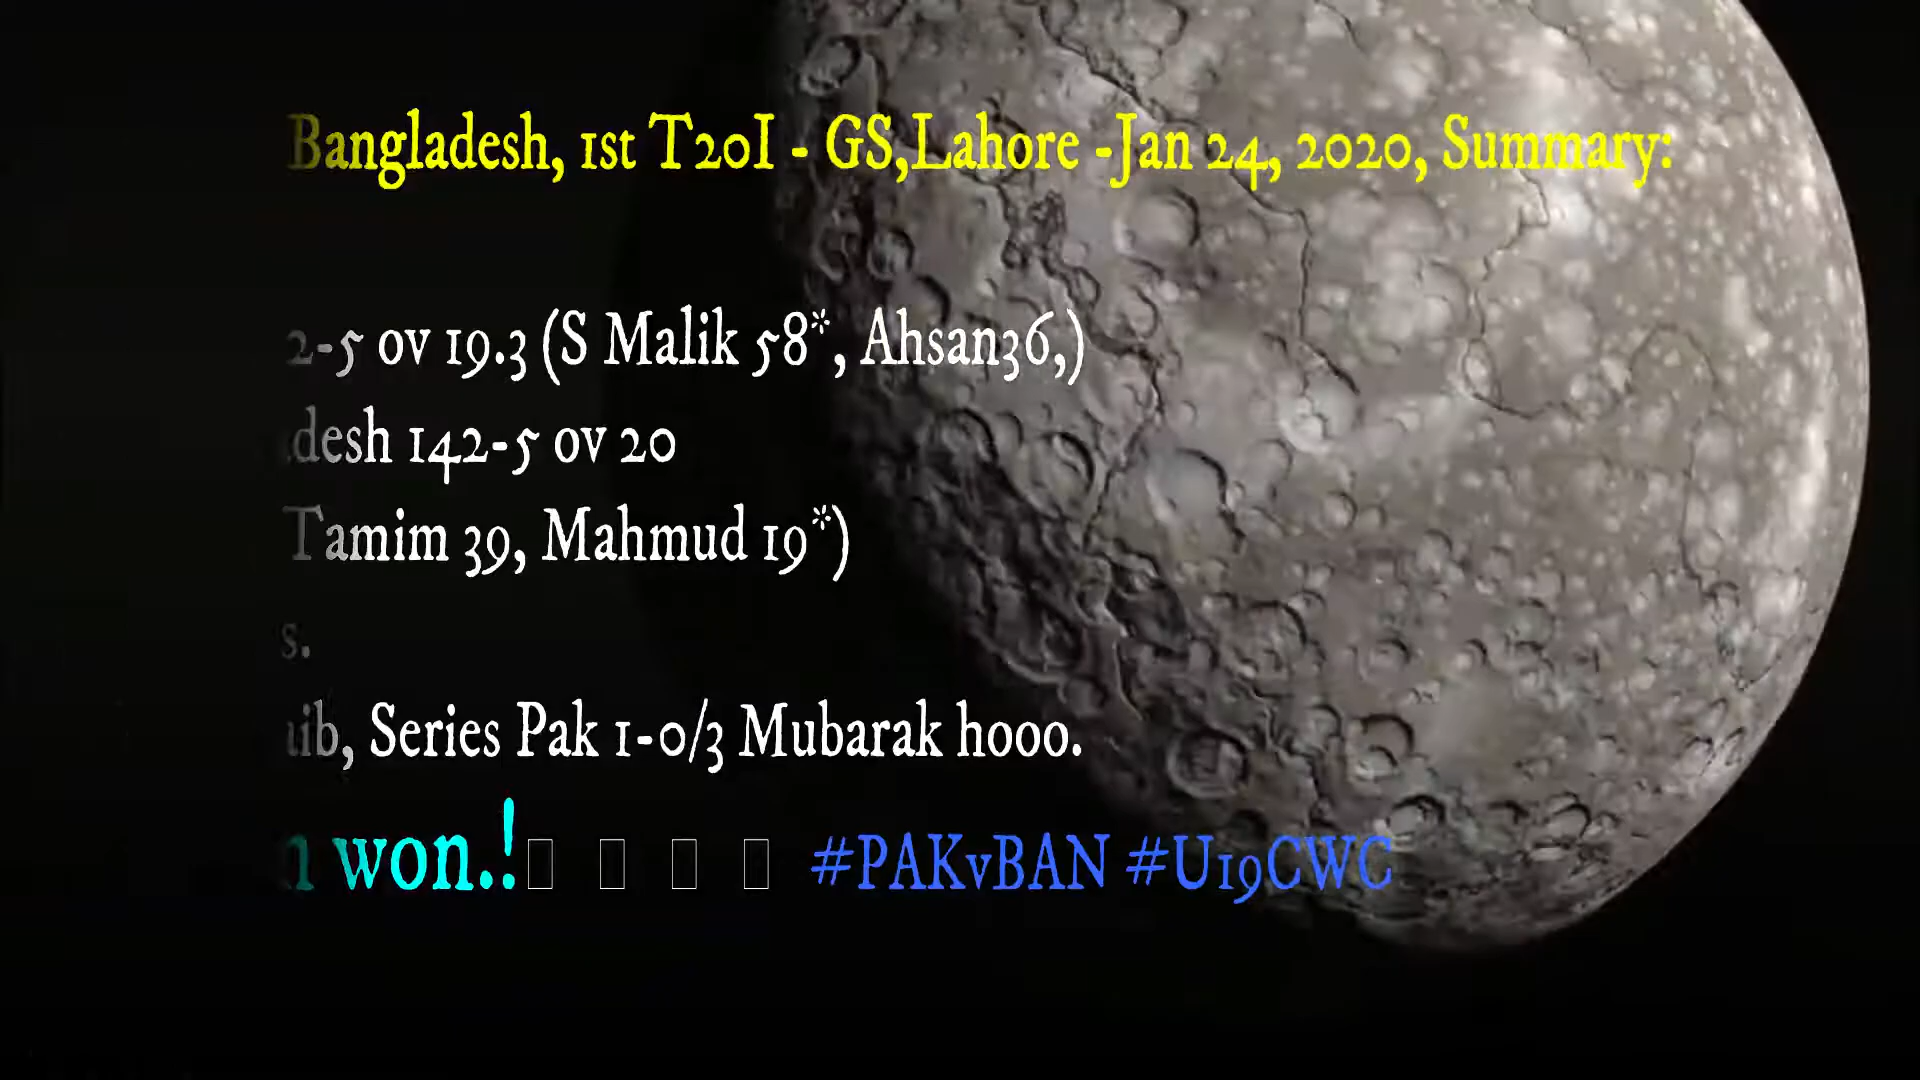 Bangladesh, 1st T20I - GS,Lahore -Jan 24, 2020, Summary:
2-5 ov 19.3 (S Malik 58*, Ahsan36,)
desh 142-5 ov 20
Tamim 39, Mahmud 19*)
s.
uib, Series Pak 1-0/3 Mubarak hooo.
n won.! #PAKvBAN #U19CWC